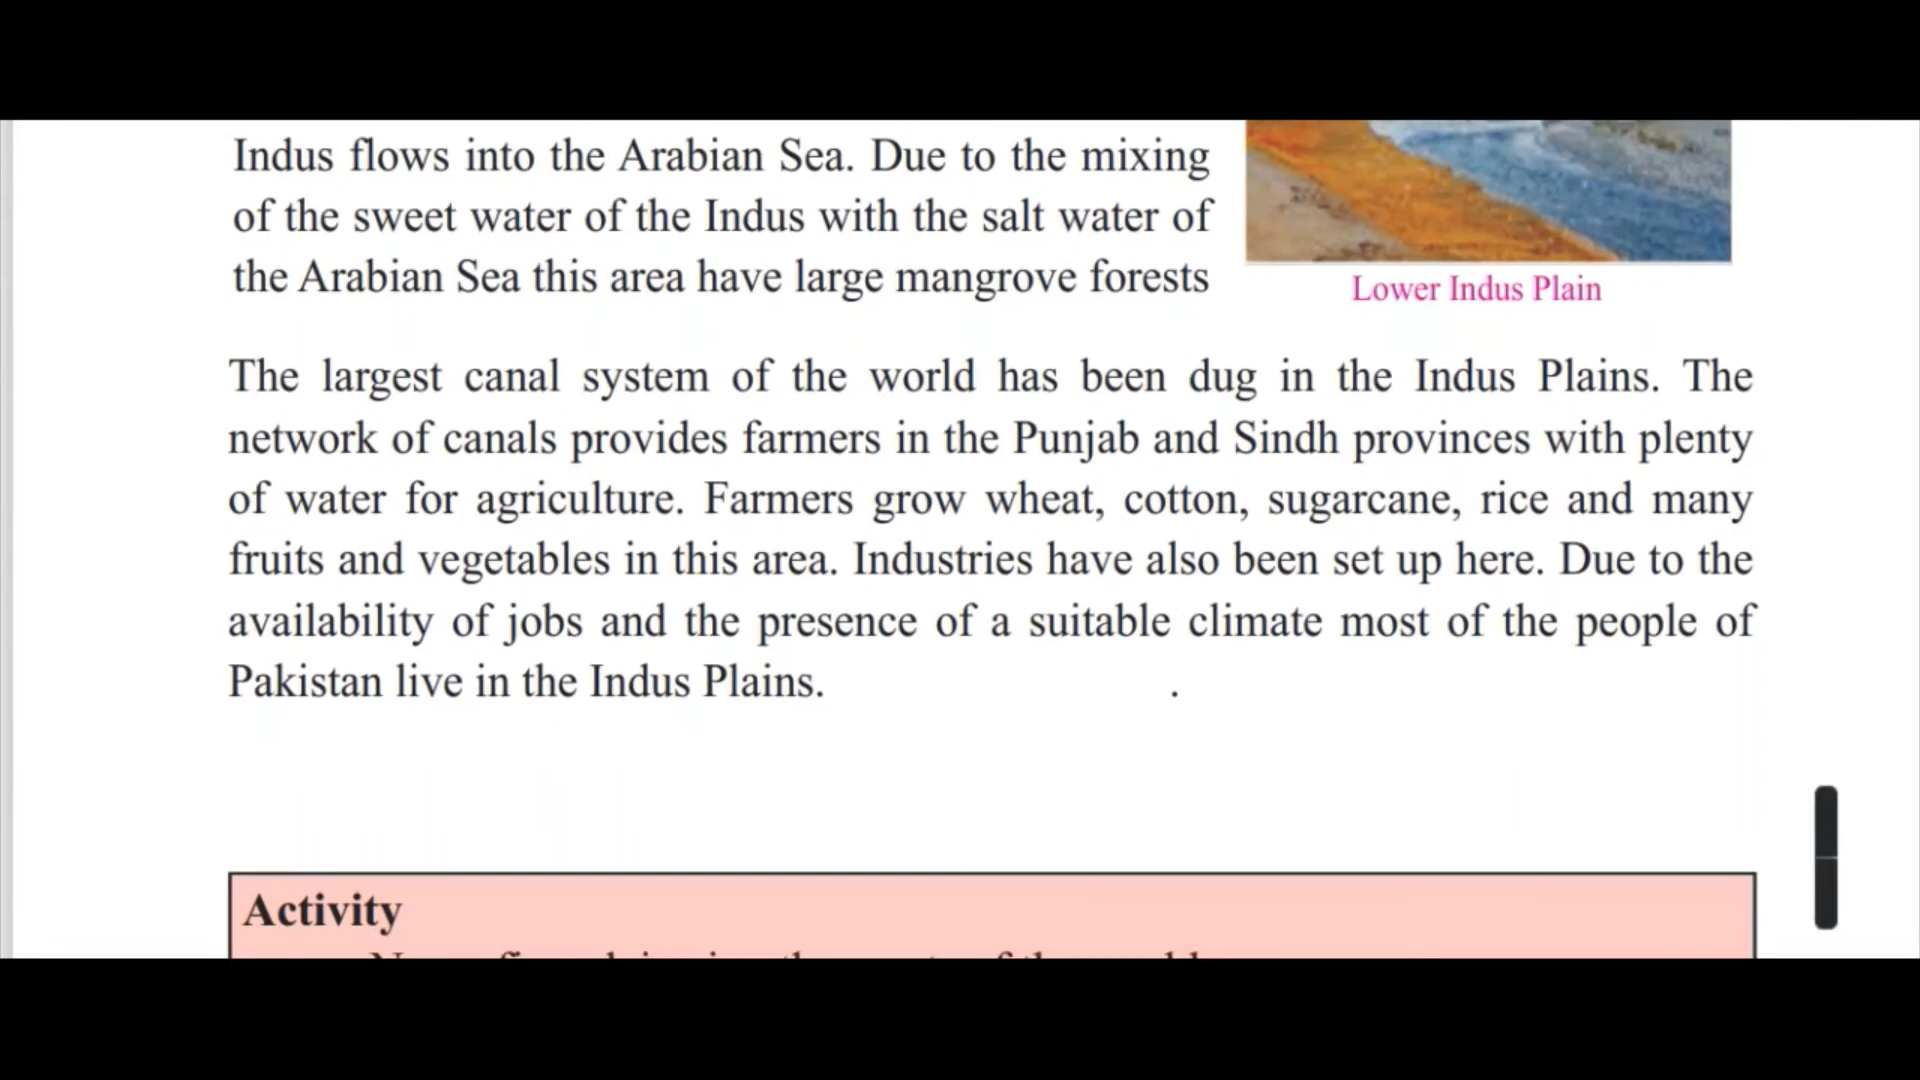 Indus flows into the Arabian Sea. Due to the mixing
of the sweet water of the Indus with the salt water of
the Arabian Sea this area have large mangrove forests
Lower Indus Plain
The largest canal system of the world has been dug in the Indus Plains. The
network of canals provides farmers in the Punjab and Sindh provinces with plenty
of water for agriculture. Farmers grow wheat, cotton, sugarcane, rice and many
fruits and vegetables in this area. Industries have also been set up here. Due to the
availability of jobs and the presence of a suitable climate most of the people of
Pakistan live in the Indus Plains. .
Activity